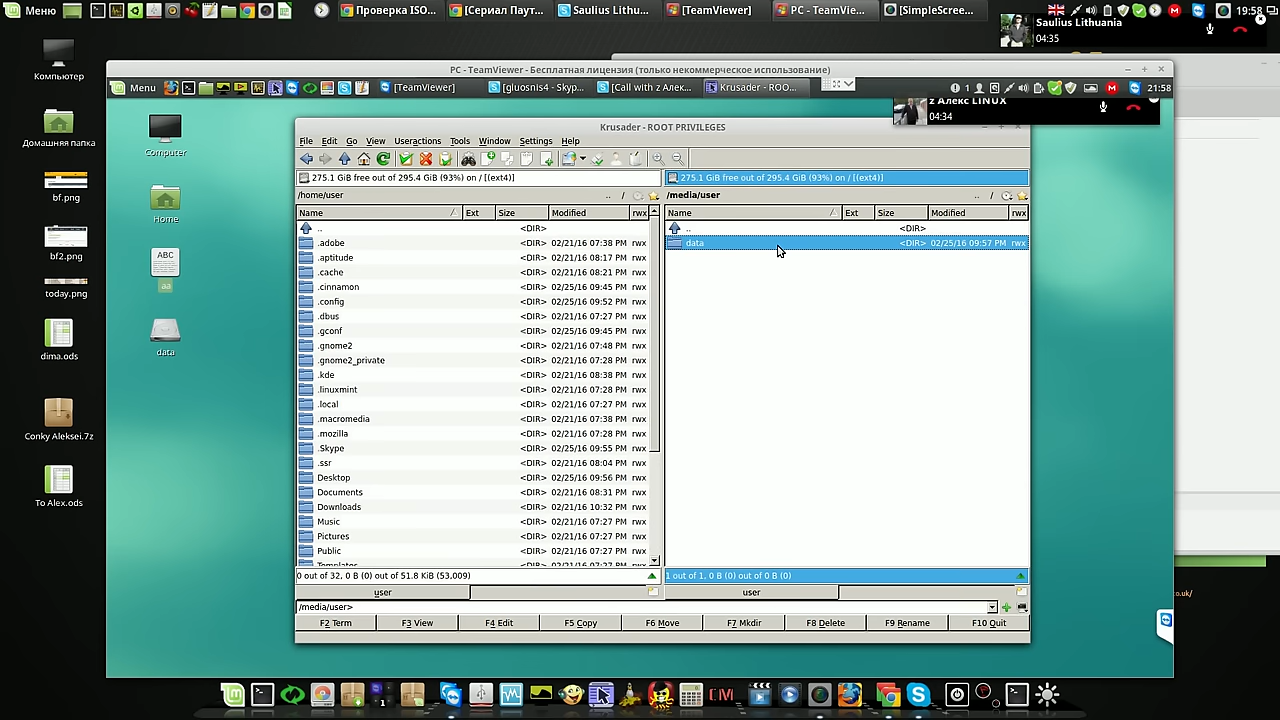 Меню
Проверка ISO...
[Сериал Паут...
Saulius Lithu...
[TeamViewer]
PC - TeamVie...
[SimpleScree...
19:58
Saulius Lithuania
04:35
Компьютер
Домашняя папка
bf.png
bf2.png
today.png
dima.ods
Conky Aleksei.7z
To Alex.ods
PC - TeamViewer - Бесплатная лицензия (только некоммерческое использование)
Menu
[TeamViewer]
[gluosnis4 - Skyp...
[Call with z Алек...
Krusader - ROO...
1
21:58
z Алекс LINUX
04:34
Computer
Home
ABC
aa
data
Krusader - ROOT PRIVILEGES
File Edit Go View Useractions Tools Window Settings Help
275.1 GiB free out of 295.4 GiB (93%) on / [(ext4)]
/home/user .. /
Name Ext Size Modified rwx
.. <DIR>
.adobe <DIR> 02/21/16 07:38 PM rwx
.aptitude <DIR> 02/21/16 08:17 PM rwx
.cache <DIR> 02/21/16 08:21 PM rwx
.cinnamon <DIR> 02/25/16 09:45 PM rwx
.config <DIR> 02/25/16 09:52 PM rwx
.dbus <DIR> 02/21/16 07:27 PM rwx
.gconf <DIR> 02/25/16 09:45 PM rwx
.gnome2 <DIR> 02/21/16 07:48 PM rwx
.gnome2_private <DIR> 02/21/16 07:28 PM rwx
.kde <DIR> 02/21/16 08:38 PM rwx
.linuxmint <DIR> 02/21/16 07:28 PM rwx
.local <DIR> 02/21/16 07:27 PM rwx
.macromedia <DIR> 02/21/16 07:38 PM rwx
.mozilla <DIR> 02/21/16 07:28 PM rwx
.Skype <DIR> 02/25/16 09:55 PM rwx
.ssr <DIR> 02/21/16 08:04 PM rwx
Desktop <DIR> 02/25/16 09:56 PM rwx
Documents <DIR> 02/21/16 08:31 PM rwx
Downloads <DIR> 02/21/16 10:32 PM rwx
Music <DIR> 02/21/16 07:27 PM rwx
Pictures <DIR> 02/21/16 07:27 PM rwx
Public <DIR> 02/21/16 07:27 PM rwx
Templates <DIR> 02/21/16 07:27 PM rwx
0 out of 32, 0 B (0) out of 51.8 KiB (53,009)
user
275.1 GiB free out of 295.4 GiB (93%) on / [(ext4)]
/media/user .. /
Name Ext Size Modified rwx
.. <DIR>
data <DIR> 02/25/16 09:57 PM rwx
1 out of 1, 0 B (0) out of 0 B (0)
user
/media/user>
F2 Term F3 View F4 Edit F5 Copy F6 Move F7 Mkdir F8 Delete F9 Rename F10 Quit
.co.uk/